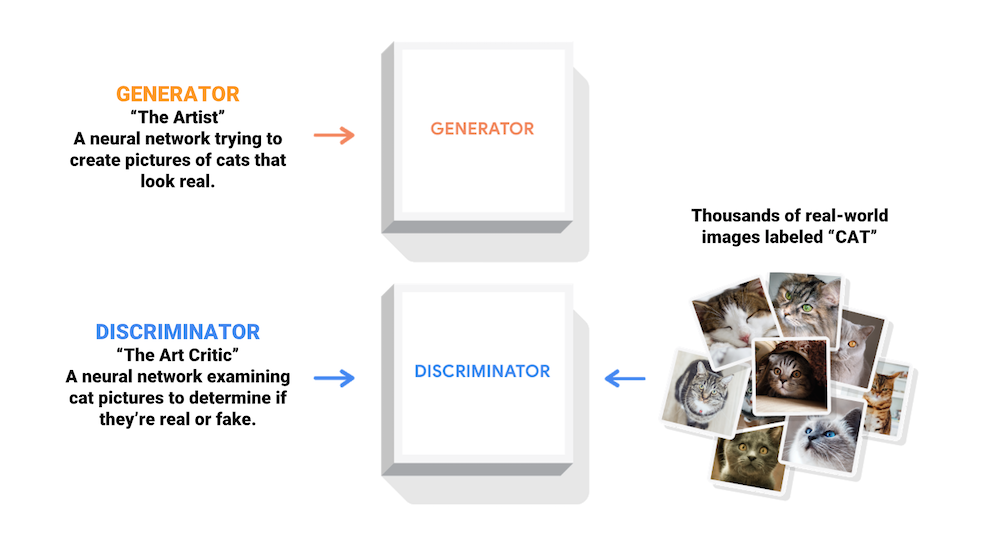 GENERATOR
“The Artist”
A neural network trying to
create pictures of cats that
look real.
GENERATOR
Thousands of real-world
images labeled “CAT”
DISCRIMINATOR
“The Art Critic”
A neural network examining
cat pictures to determine if
they’re real or fake.
DISCRIMINATOR